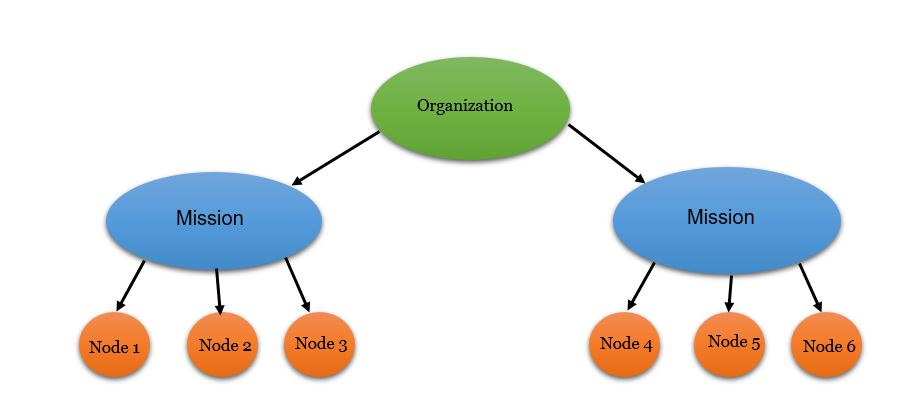 Organization
Mission
Mission
Node 1
Node 2
Node 3
Node 4
Node 5
Node 6